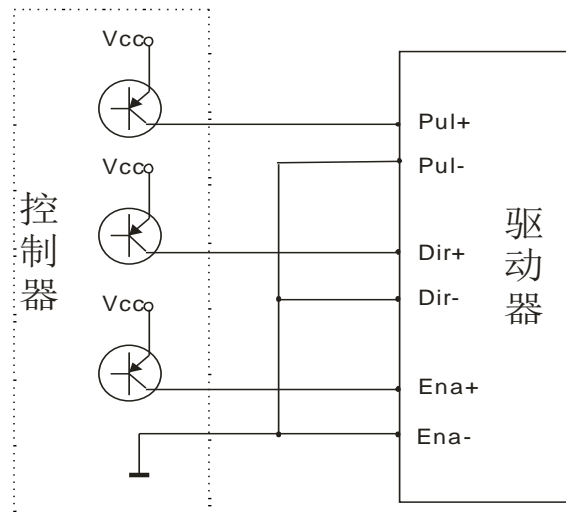 Vcc
Pul+
Pul-
Vcc
控制器
驱动器
Dir+
Dir-
Vcc
Ena+
Ena-